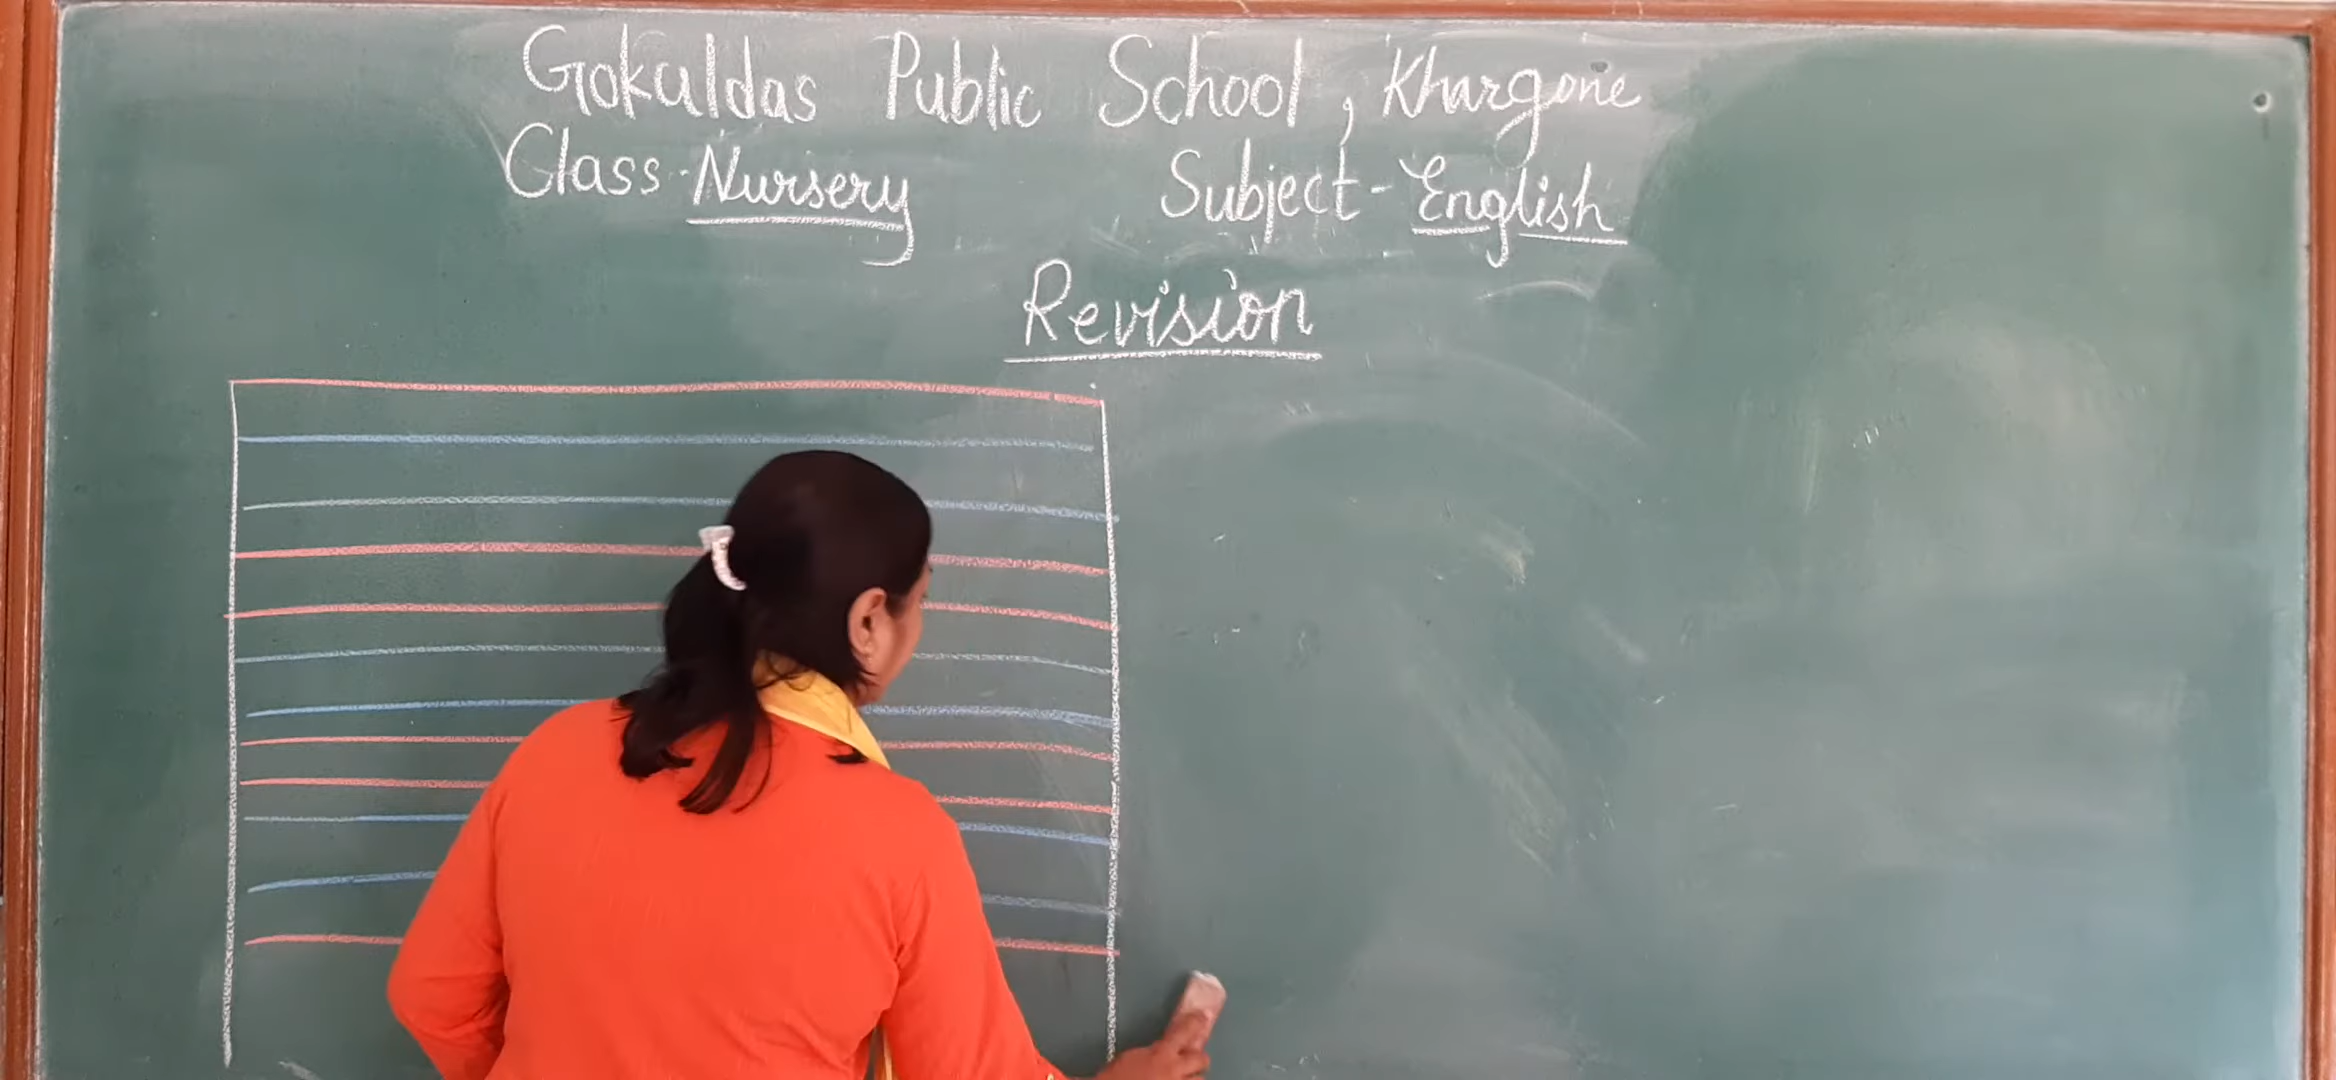 Gokuldas Public School, Khargone
Class-Nursery Subject-English
Revision